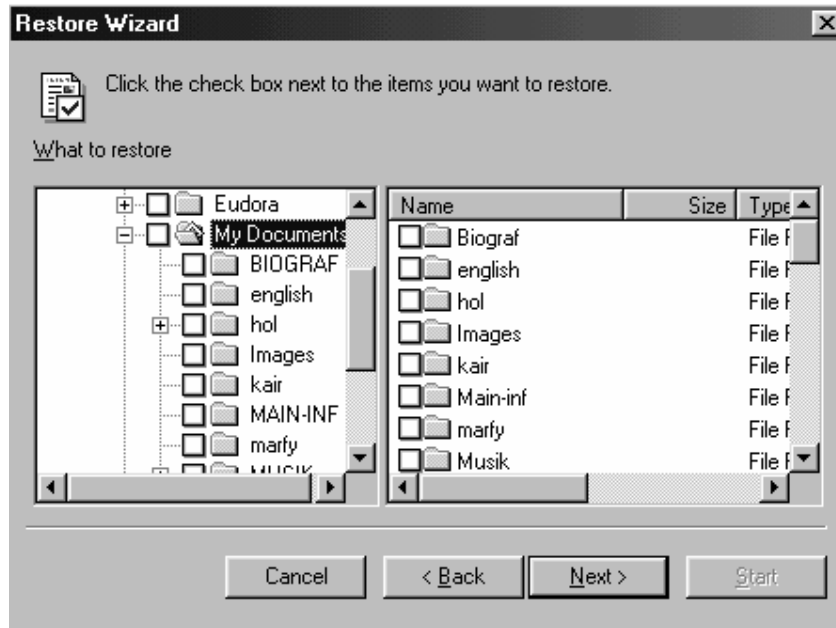 Restore Wizard
Click the check box next to the items you want to restore.
What to restore
Eudora
My Documents
BIOGRAF
english
hol
Images
kair
MAIN-INF
marfy
MUSIK
Name Size Type
Biograf File F
english File F
hol File F
Images File F
kair File F
Main-inf File F
marfy File F
Musik File F
Cancel < Back Next > Start